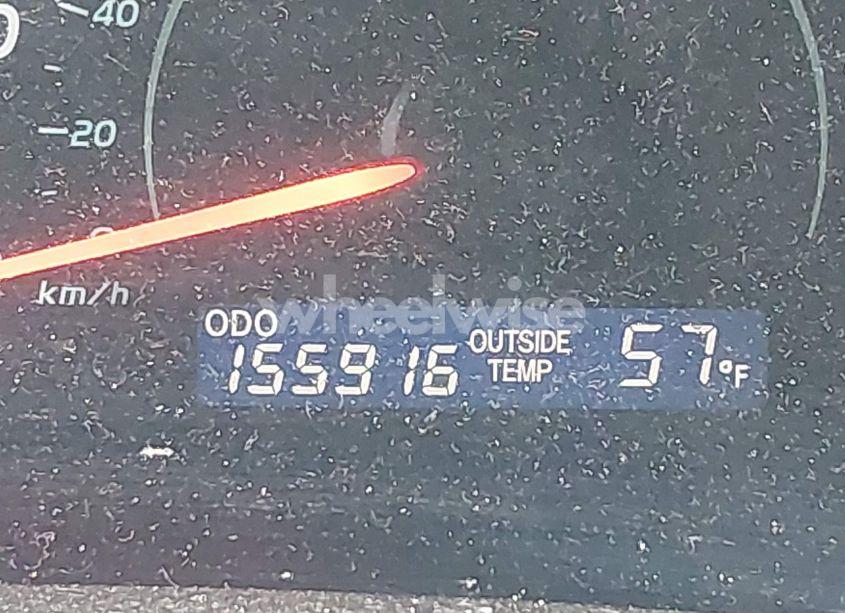 40
20
km/h
wheelwise
ODO
155916
OUTSIDE
TEMP
57°F